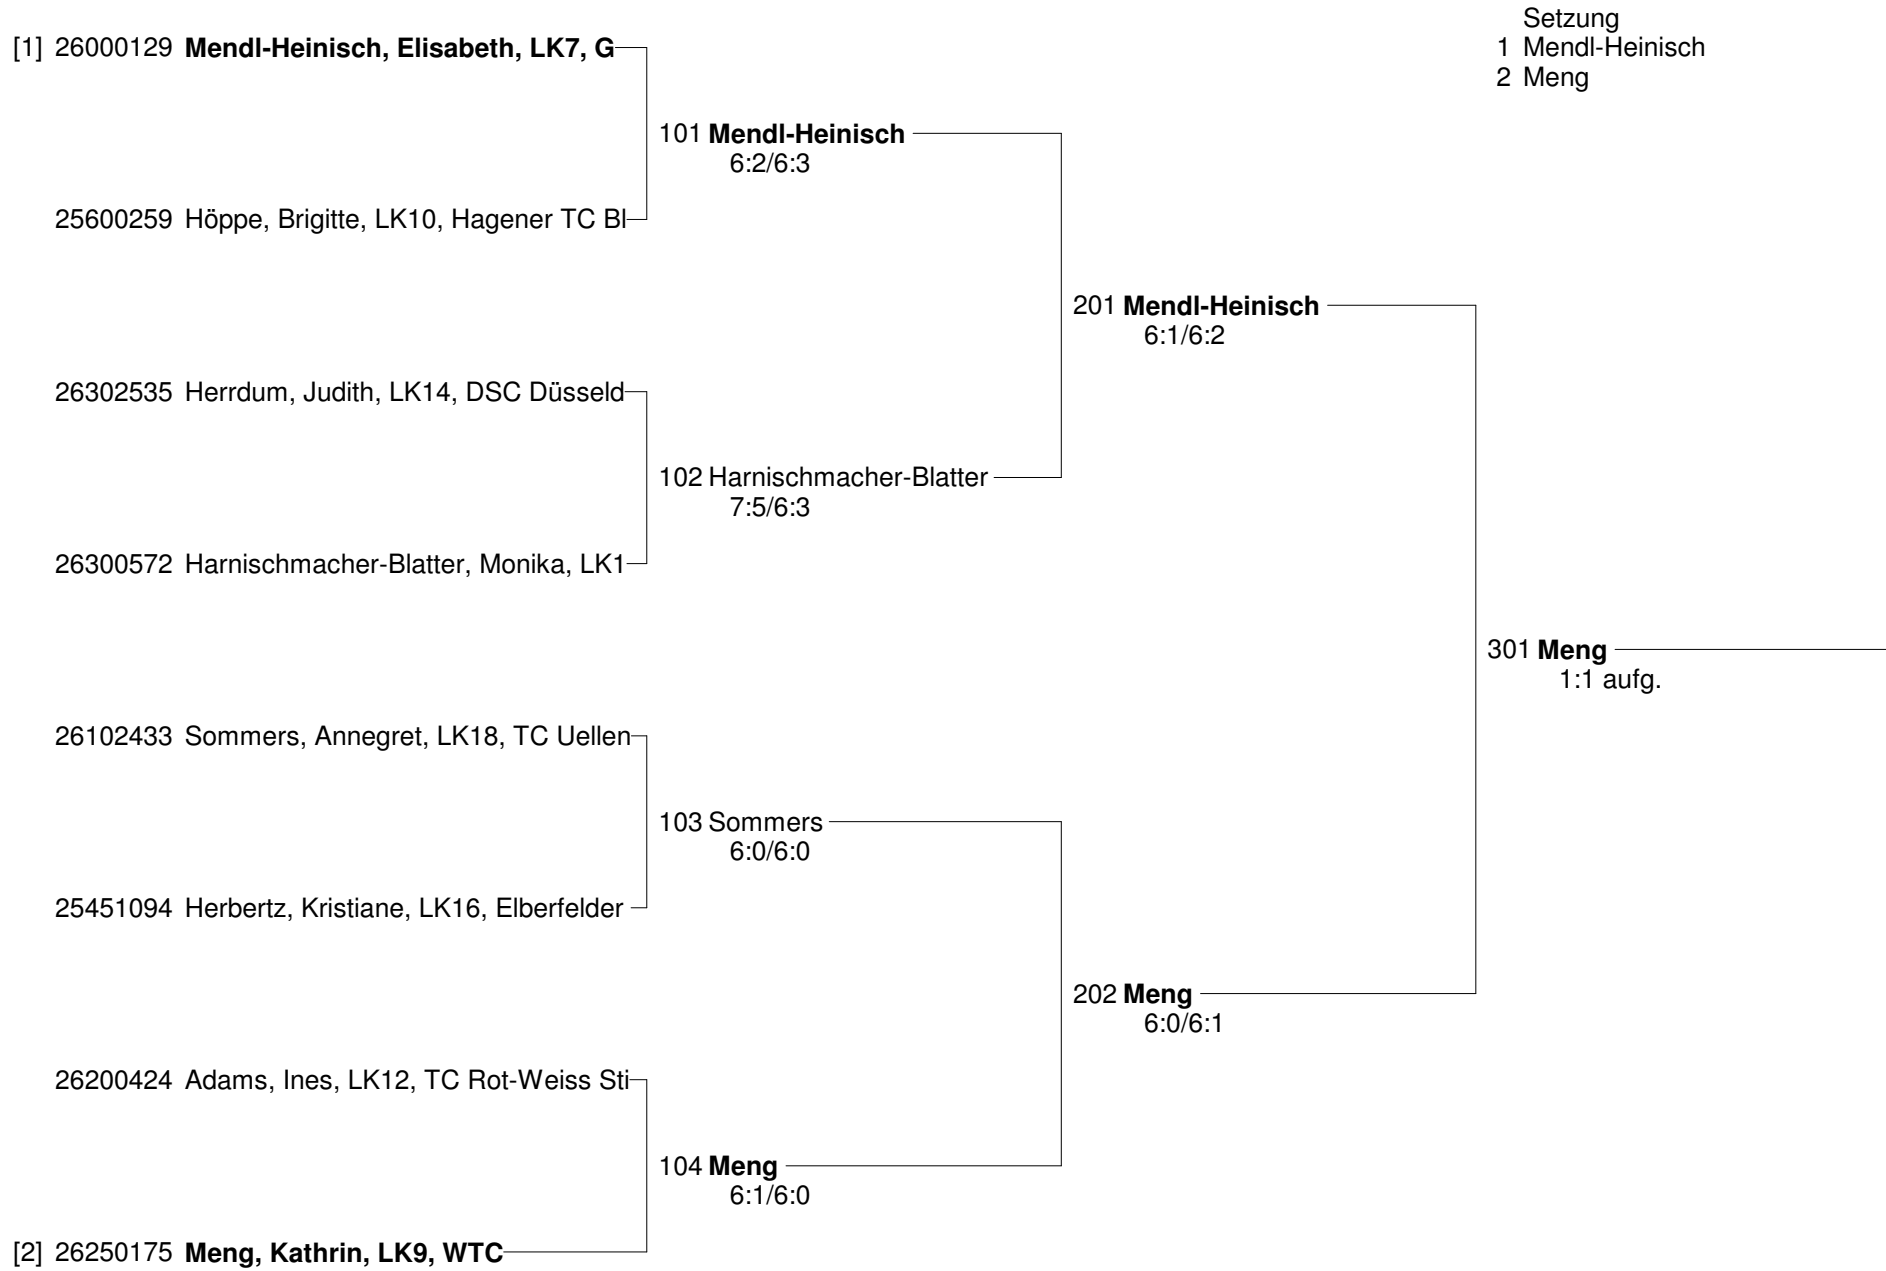 Setzung
1 Mendl-Heinisch
2 Meng
[1] 26000129 Mendl-Heinisch, Elisabeth, LK7, G
101 Mendl-Heinisch
6:2/6:3
25600259 Höppe, Brigitte, LK10, Hagener TC Bl
201 Mendl-Heinisch
6:1/6:2
26302535 Herrdum, Judith, LK14, DSC Düsseld
102 Harnischmacher-Blatter
7:5/6:3
26300572 Harnischmacher-Blatter, Monika, LK1
301 Meng
1:1 aufg.
26102433 Sommers, Annegret, LK18, TC Uellen
103 Sommers
6:0/6:0
25451094 Herbertz, Kristiane, LK16, Elberfelder
202 Meng
6:0/6:1
26200424 Adams, Ines, LK12, TC Rot-Weiss Sti
104 Meng
6:1/6:0
[2] 26250175 Meng, Kathrin, LK9, WTC